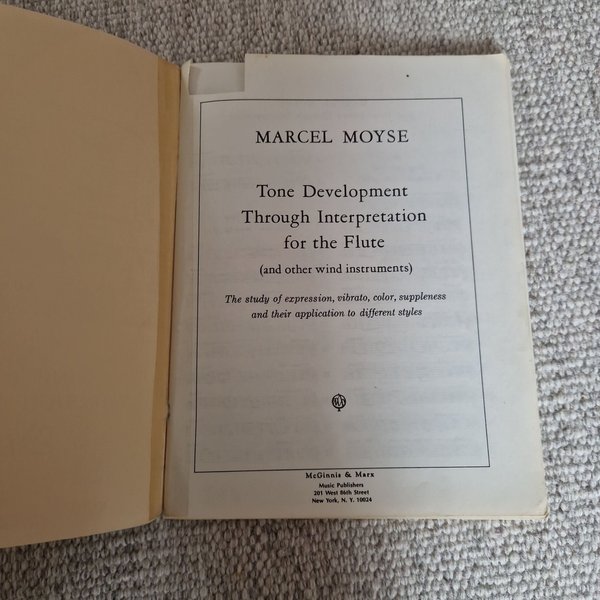 MARCEL MOYSE
Tone Development
Through Interpretation
for the Flute
(and other wind instruments)
The study of expression, vibrato, color, suppleness
and their application to different styles
McGinnis & Marx
Music Publishers
201 West 86th Street
New York, N. Y. 10024